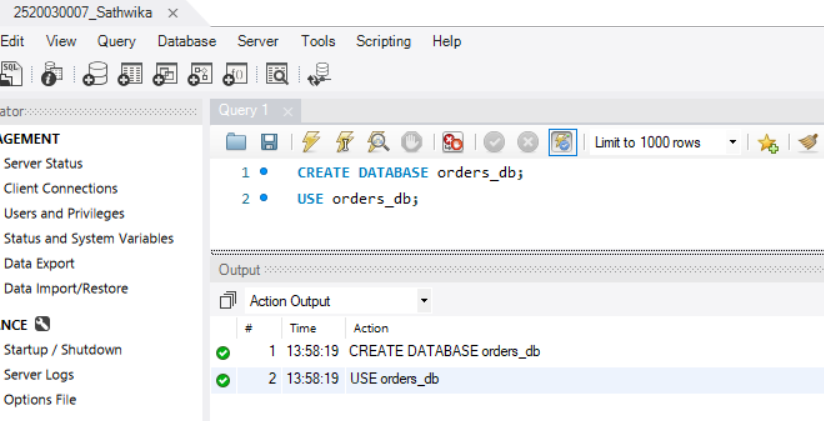 2520030007_Sathwika ×
Edit View Query Database Server Tools Scripting Help
SQL
ator
Query 1 ×
AGEMENT
Server Status
Client Connections
Users and Privileges
Status and System Variables
Data Export
Data Import/Restore
NCE
Startup / Shutdown
Server Logs
Options File
Limit to 1000 rows
1 CREATE DATABASE orders_db;
2 USE orders_db;
Output
Action Output
# Time Action
1 13:58:19 CREATE DATABASE orders_db
2 13:58:19 USE orders_db